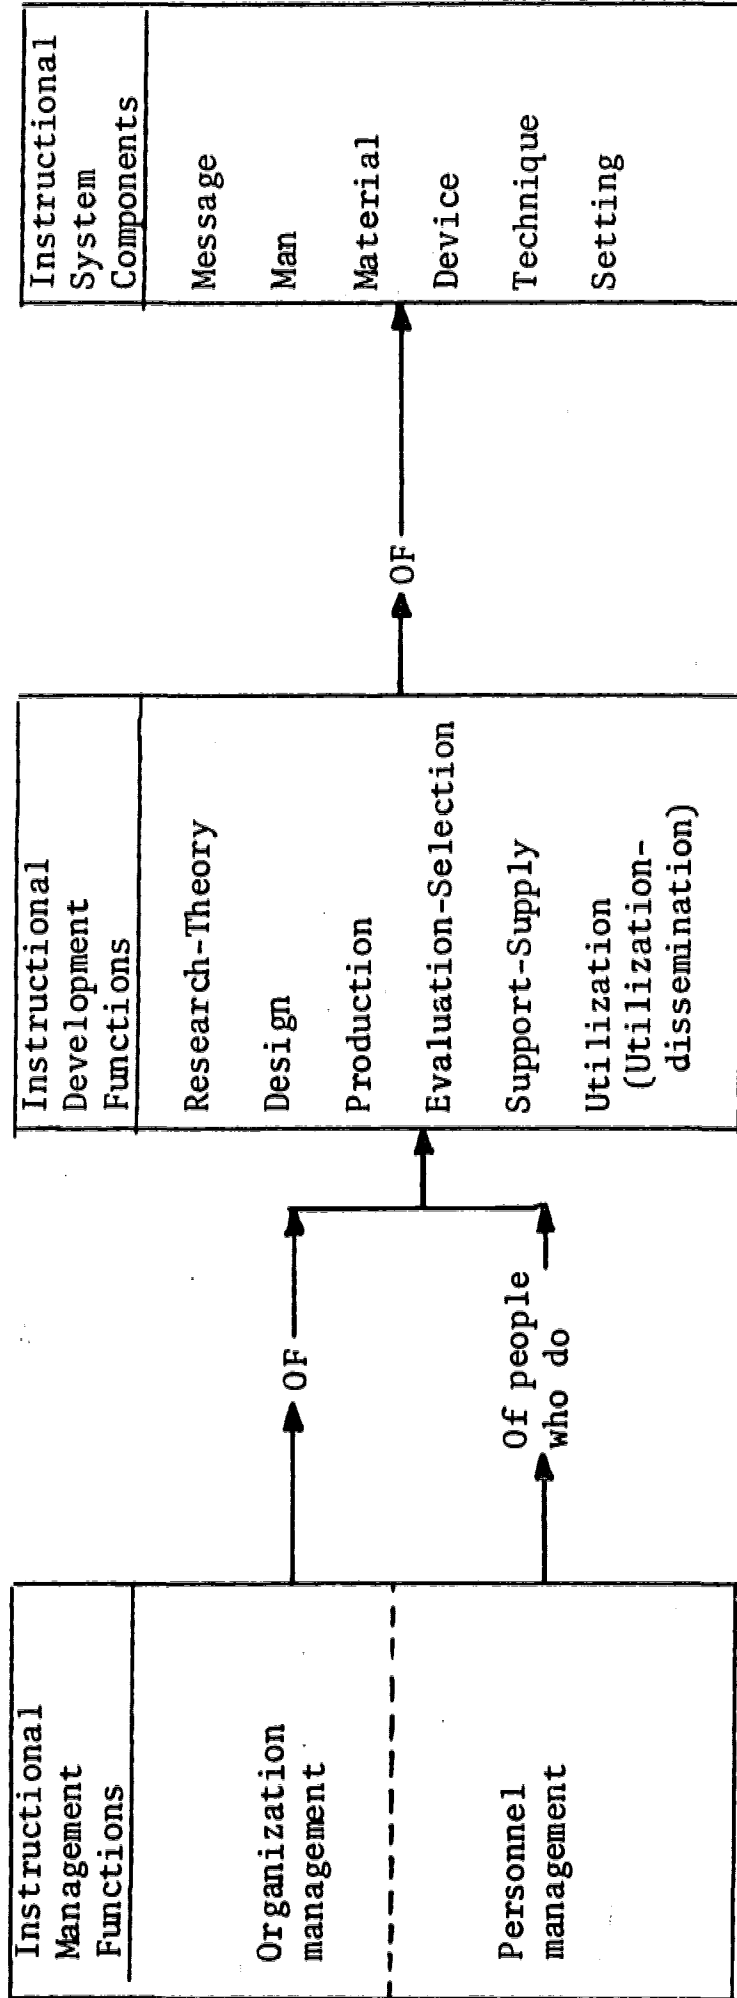 Instructional
Management
Functions
Organization
management
Personnel
management
OF
Of people
who do
Instructional
Development
Functions
Research-Theory
Design
Production
Evaluation-Selection
Support-Supply
Utilization
(Utilization-
dissemination)
OF
Instructional
System
Components
Message
Man
Material
Device
Technique
Setting